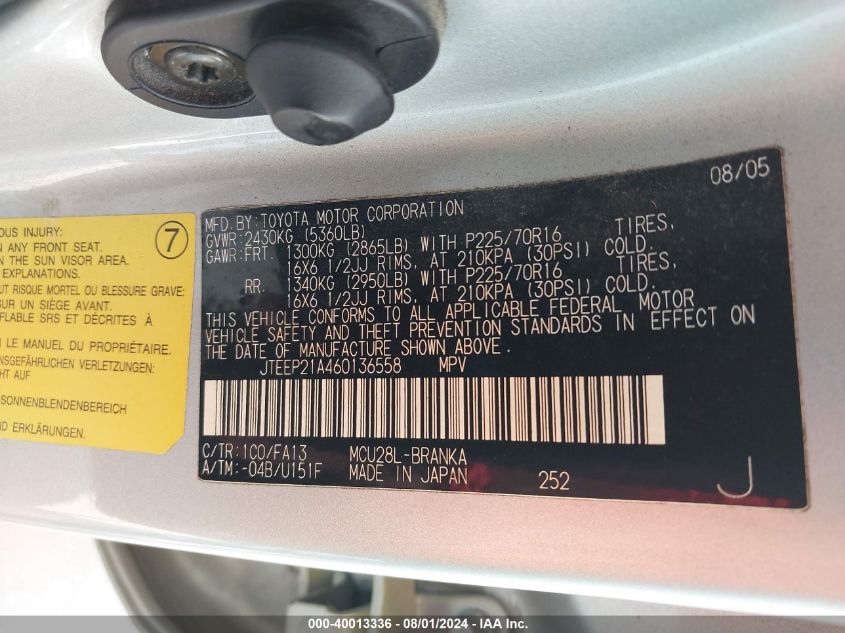 08/05
MFD.BY:TOYOTA MOTOR CORPORATION
GVWR:2430KG (5360LB)
GAWR:FRT. 1300KG (2865LB) WITH P225/70R16 TIRES,
16X6 1/2JJ RIMS, AT 210KPA (30PSI) COLD.
RR. 1340KG (2950LB) WITH P225/70R16 TIRES,
16X6 1/2JJ RIMS, AT 210KPA (30PSI) COLD.
THIS VEHICLE CONFORMS TO ALL APPLICABLE FEDERAL MOTOR
VEHICLE SAFETY AND THEFT PREVENTION STANDARDS IN EFFECT ON
THE DATE OF MANUFACTURE SHOWN ABOVE.
JTEEP21A460136558 MPV
C/TR:1C0/FA13 MCU28L-BRANKA
A/TM:-04B/U151F MADE IN JAPAN 252 J
INJURY:
7
ANY FRONT SEAT.
THE SUN VISOR AREA.
EXPLANATIONS.
RISQUE MORTEL OU BLESSURE GRAVE:
SUR UN SIÈGE AVANT.
SRS ET DÉCRITES À
LE MANUEL DU PROPRIÉTAIRE.
VERLETZUNGEN:
AUF
SONNENBLENDENBEREICH
ERKLÄRUNGEN.
000-40013336 - 08/01/2024 - IAA Inc.